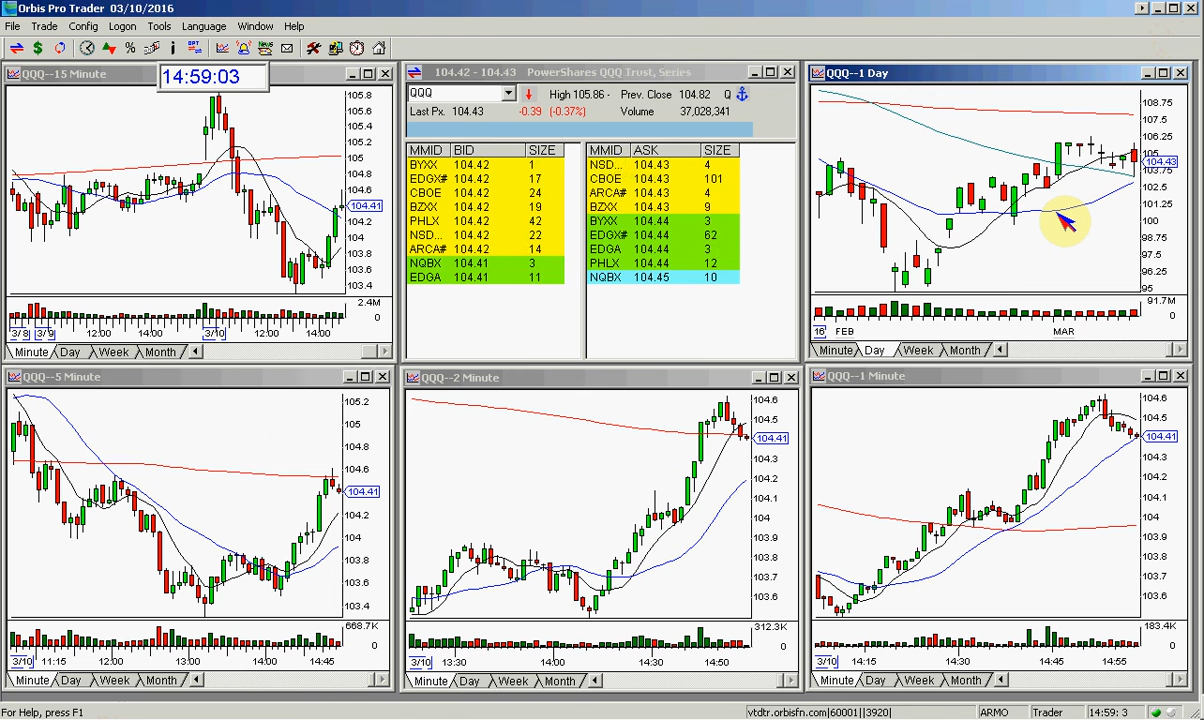 Orbis Pro Trader 03/10/2016
File Trade Config Logon Tools Language Window Help
QQQ--15 Minute
14:59:03
105.8
105.6
105.4
105.2
105
104.8
104.6
104.41
104.2
104
103.8
103.6
103.4
2.4M
0
3/8 3/9 12:00 14:00 3/10 12:00 14:00
Minute Day Week Month
104.42 - 104.43 PowerShares QQQ Trust, Series
QQQ High 105.86 - Prev. Close 104.82 Q
Last Px. 104.43 -0.39 (-0.37%) Volume 37,028,341
MMID BID SIZE MMID ASK SIZE
BYXX 104.42 1 NSD... 104.43 4
EDGX# 104.42 17 CBOE 104.43 101
CBOE 104.42 24 ARCA# 104.43 4
BZXX 104.42 19 BZXX 104.43 9
PHLX 104.42 42 BYXX 104.44 3
NSD... 104.42 22 EDGX# 104.44 62
ARCA# 104.42 14 EDGA 104.44 3
NQBX 104.41 3 PHLX 104.44 12
EDGA 104.41 11 NQBX 104.45 10
QQQ--1 Day
108.75
107.5
106.25
105
104.43
103.75
102.5
101.25
100
98.75
97.5
96.25
95
91.7M
0
16 FEB MAR
Minute Day Week Month
QQQ--5 Minute
105.2
105
104.8
104.6
104.41
104.2
104
103.8
103.6
103.4
668.7K
0
3/10 11:15 12:00 13:00 14:00 14:45
Minute Day Week Month
QQQ--2 Minute
104.6
104.41
104.3
104.2
104.1
104
103.9
103.8
103.7
103.6
312.3K
0
3/10 13:30 14:00 14:30 14:50
Minute Day Week Month
QQQ--1 Minute
104.6
104.5
104.41
104.3
104.2
104.1
104
103.9
103.8
103.7
103.6
183.4K
0
3/10 14:15 14:30 14:45 14:55
Minute Day Week Month
For Help, press F1 vtdtr.orbisfn.com|60001||3920| ARMO Trader 14:59: 3